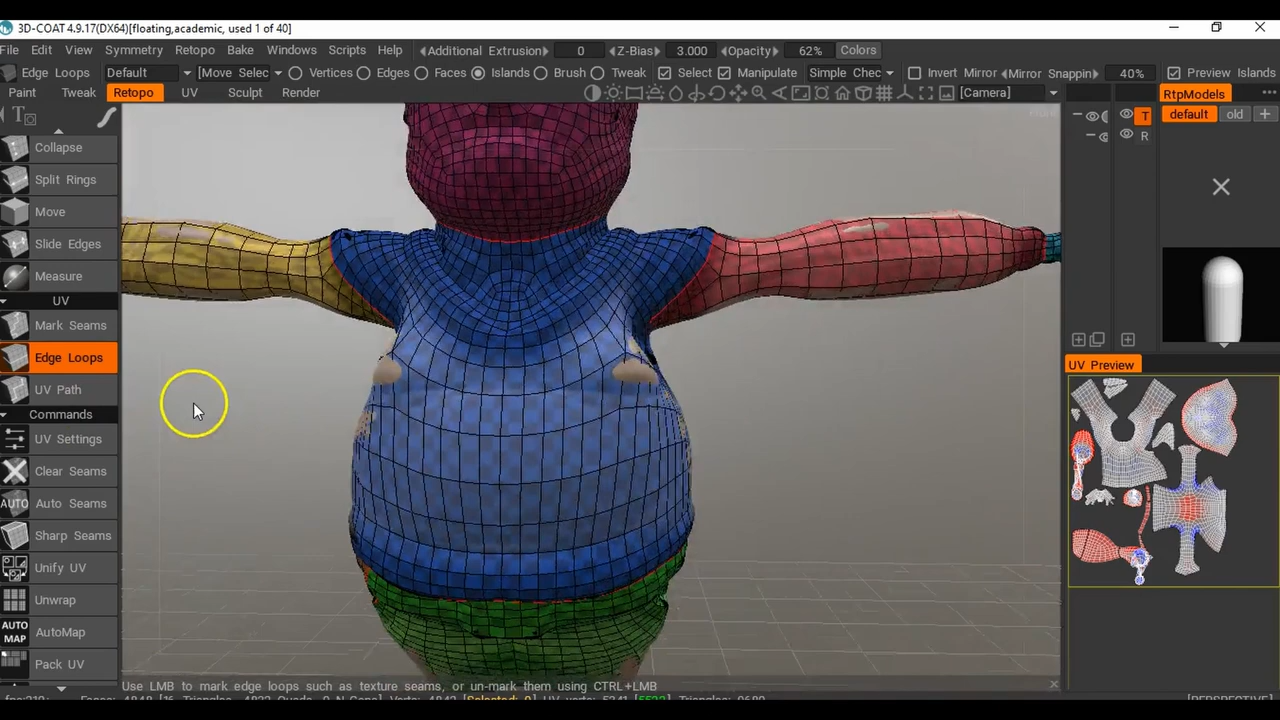 3D-COAT 4.9.17(DX64)[floating,academic, used 1 of 40]
File Edit View Symmetry Retopo Bake Windows Scripts Help Additional Extrusion 0 Z-Bias 3.000 Opacity 62% Colors
Edge Loops Default [Move Selec Vertices Edges Faces Islands Brush Tweak Select Manipulate Simple Chec Invert Mirror Mirror Snappin 40% Preview Islands
Paint Tweak Retopo UV Sculpt Render [Camera] RtpModels
default old +
T
R
Collapse
Split Rings
Move
Slide Edges
Measure
UV
Mark Seams
Edge Loops
UV Path
Commands
UV Settings
Clear Seams
AUTO Auto Seams
Sharp Seams
Unify UV
Unwrap
AUTO MAP AutoMap
Pack UV
UV Preview
Use LMB to mark edge loops such as texture seams, or un-mark them using CTRL+LMB